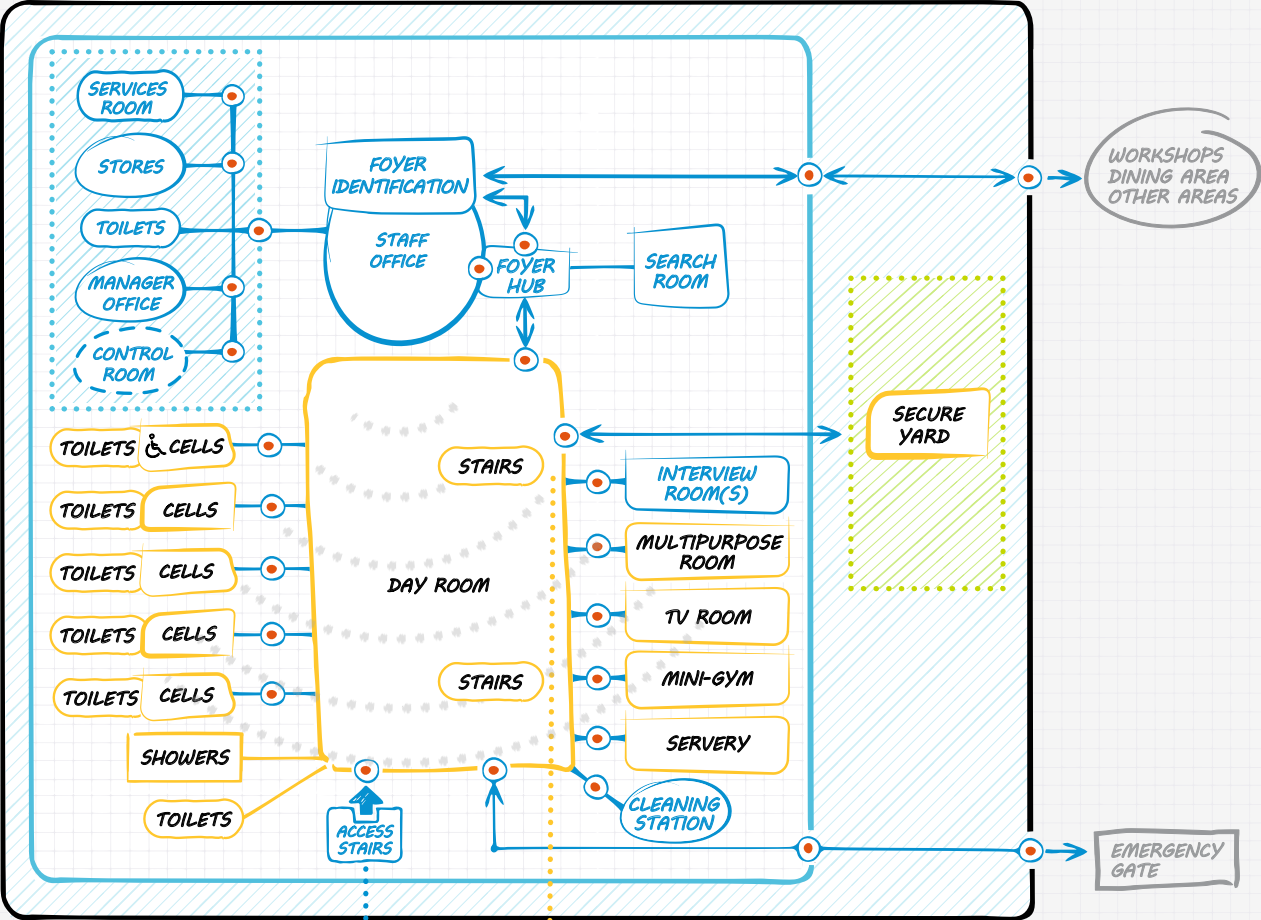 SERVICES
ROOM
STORES
TOILETS
MANAGER
OFFICE
CONTROL
ROOM
FOYER
IDENTIFICATION
STAFF
OFFICE
FOYER
HUB
SEARCH
ROOM
WORKSHOPS
DINING AREA
OTHER AREAS
SECURE
YARD
TOILETS CELLS
TOILETS CELLS
TOILETS CELLS
TOILETS CELLS
TOILETS CELLS
SHOWERS
TOILETS
STAIRS
DAY ROOM
STAIRS
INTERVIEW
ROOM(S)
MULTIPURPOSE
ROOM
TV ROOM
MINI-GYM
SERVERY
CLEANING
STATION
ACCESS
STAIRS
EMERGENCY
GATE